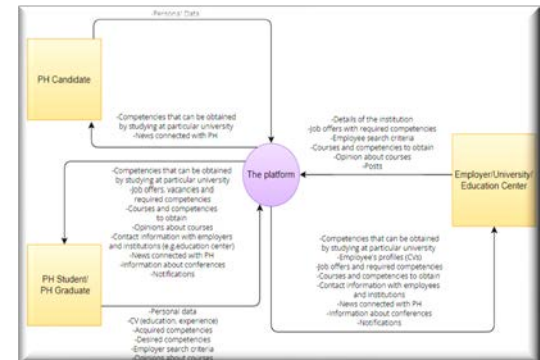 -Personal Data
PH Candidate
-Competencies that can be obtained
by studying at particular university
-News connected with PH
-Details of the institution
-Job offers with required competencies
-Employee search criteria
-Courses and competencies to obtain
-Opinion about courses
-Posts
The platform
Employer/University/
Education Center
-Competencies that can be obtained
by studying at particular university
-Job offers, vacancies and
required competencies
-Courses and competencies
to obtain
-Opinions about courses
-Contact information with employers
and institutions (e.g.education center)
-News connected with PH
-Information about conferences
-Notifications
PH Student/
PH Graduate
-Competencies that can be obtained
by studying at particular university
-Employee's profiles (CVs)
-Job offers and required competencies
-Courses and competencies to obtain
-Contact information with employees
and institutions
-News connected with PH
-Information about conferences
-Notifications
-Personal data
-CV (education, experience)
-Acquired competencies
-Desired competencies
-Employer search criteria
-Opinions about courses